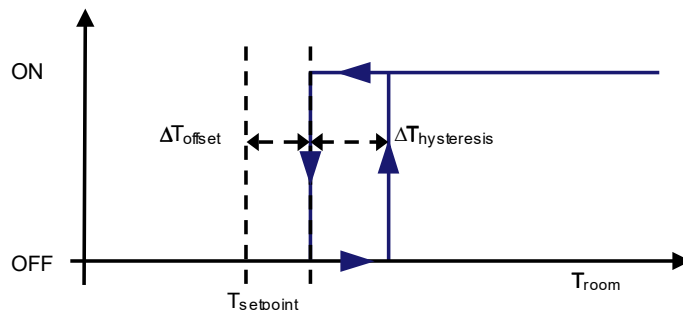 ON
ΔToffset
ΔThysteresis
OFF
Troom
Tsetpoint